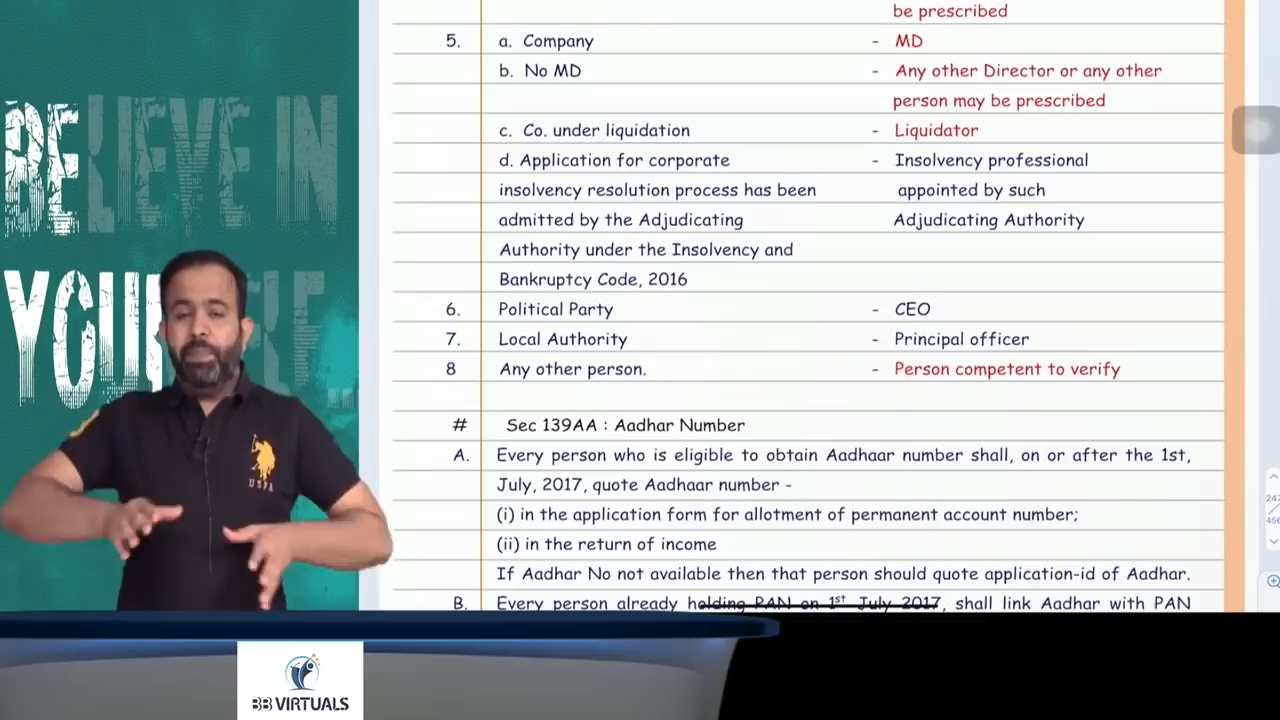 BELIEVE IN
YOURSELF...
USPA
be prescribed
5. a. Company - MD
b. No MD - Any other Director or any other
person may be prescribed
c. Co. under liquidation - Liquidator
d. Application for corporate - Insolvency professional
insolvency resolution process has been appointed by such
admitted by the Adjudicating Adjudicating Authority
Authority under the Insolvency and
Bankruptcy Code, 2016
6. Political Party - CEO
7. Local Authority - Principal officer
8 Any other person. - Person competent to verify
# Sec 139AA : Aadhar Number
A. Every person who is eligible to obtain Aadhaar number shall, on or after the 1st,
July, 2017, quote Aadhaar number -
(i) in the application form for allotment of permanent account number;
(ii) in the return of income
If Aadhar No not available then that person should quote application-id of Aadhar.
B. Every person already holding PAN on 1st July 2017, shall link Aadhar with PAN
247
456
BB VIRTUALS